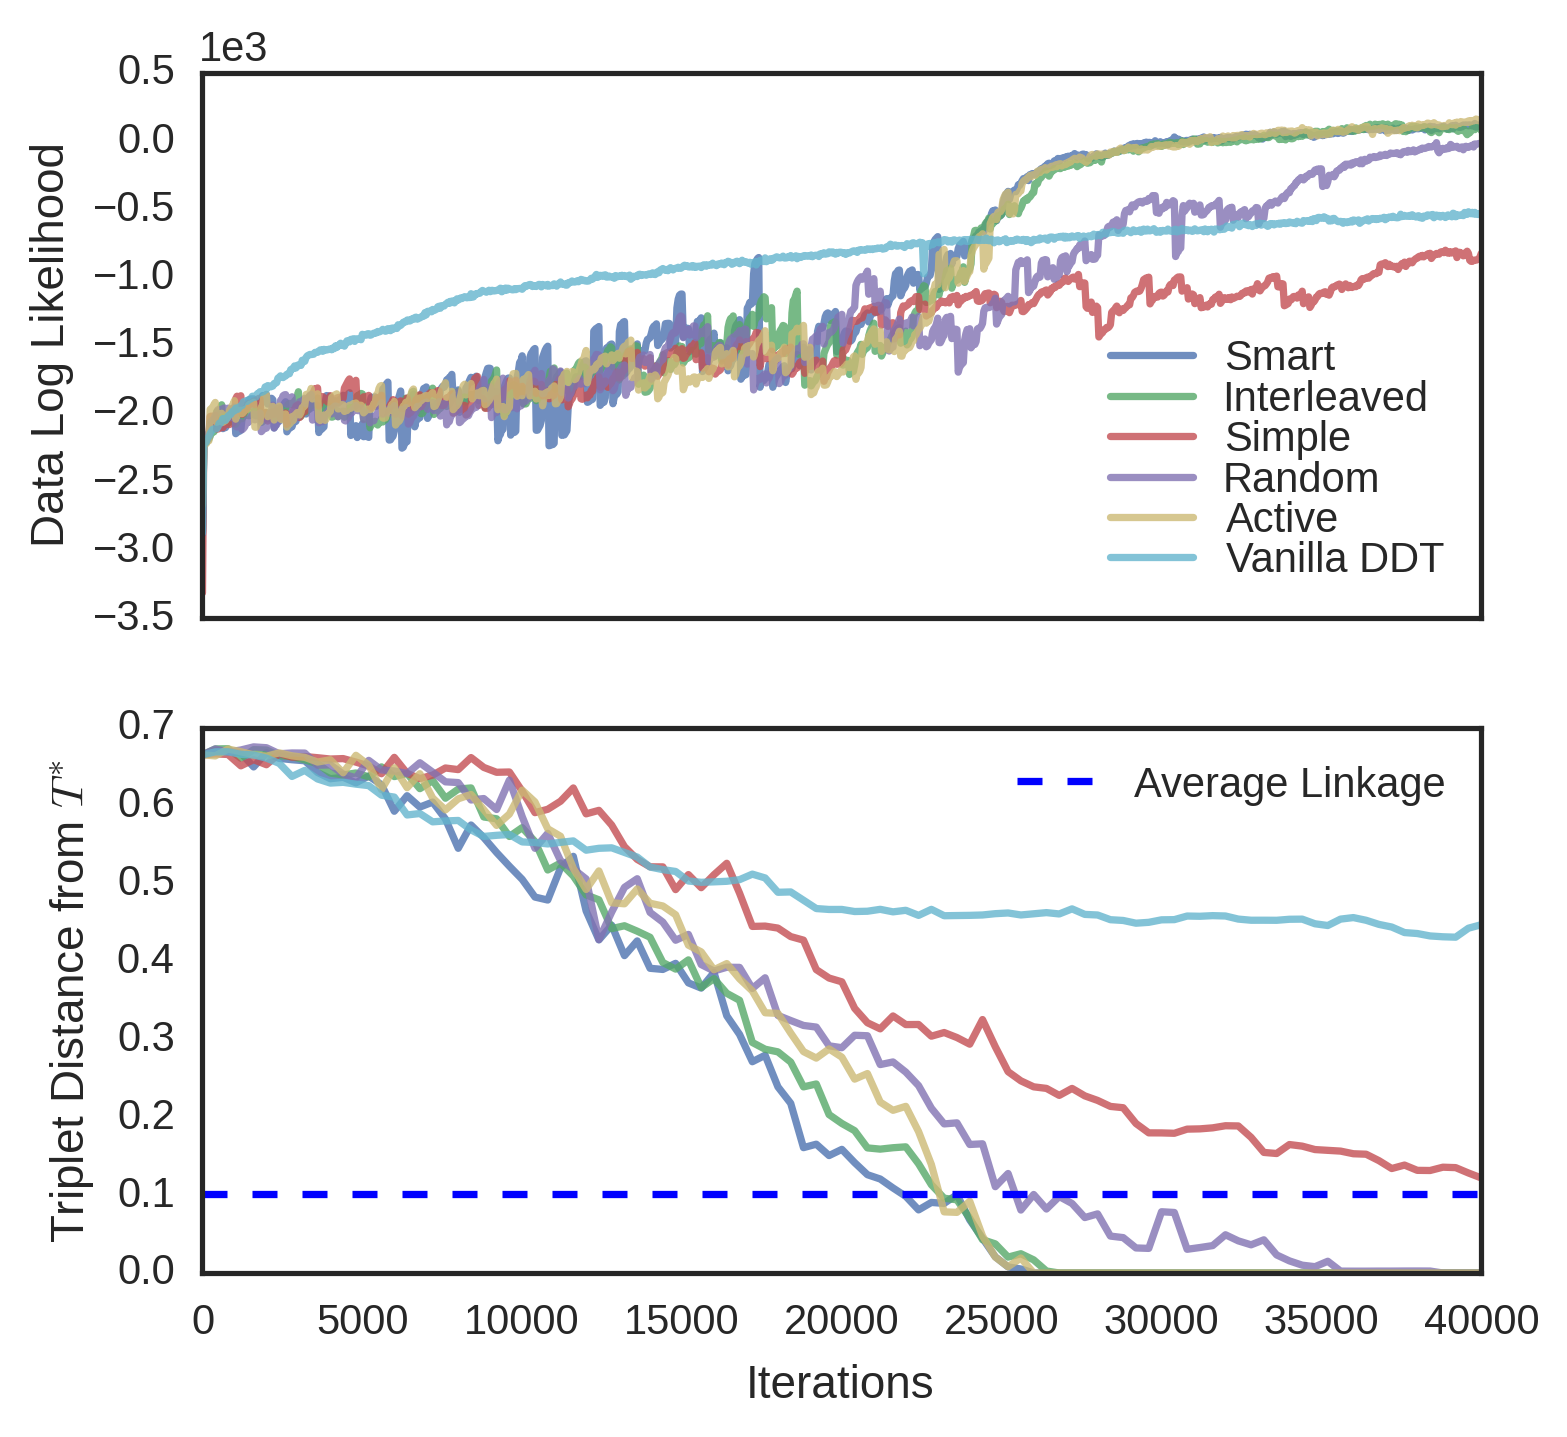 1e3
0.5
0.0
−0.5
−1.0
−1.5
−2.0
−2.5
−3.0
−3.5
Data Log Likelihood
Smart
Interleaved
Simple
Random
Active
Vanilla DDT
0.7
0.6
0.5
0.4
0.3
0.2
0.1
0.0
Triplet Distance from T*
Average Linkage
0 5000 10000 15000 20000 25000 30000 35000 40000
Iterations